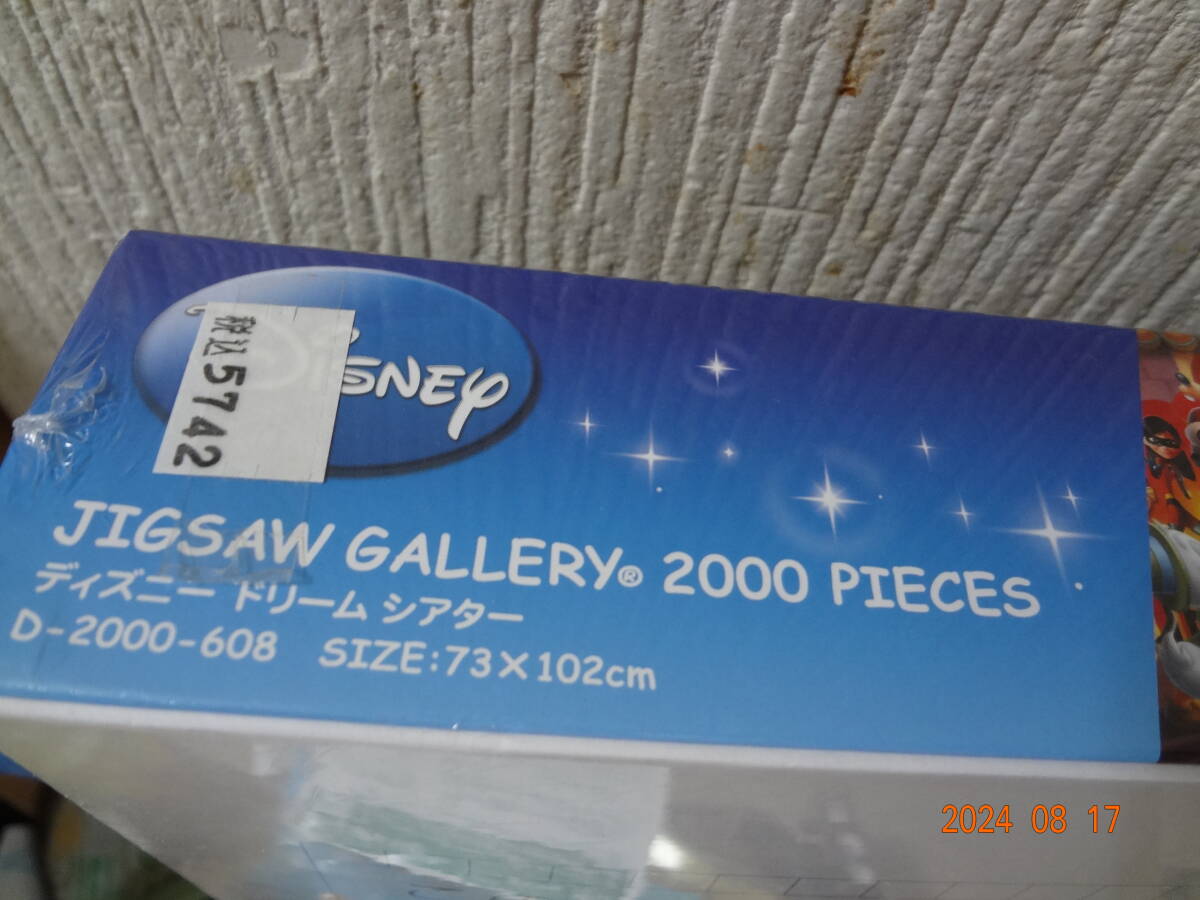 税込5742
DISNEY
JIGSAW GALLERY® 2000 PIECES
ディズニー ドリーム シアター
D-2000-608 SIZE:73×102cm
2024 08 17